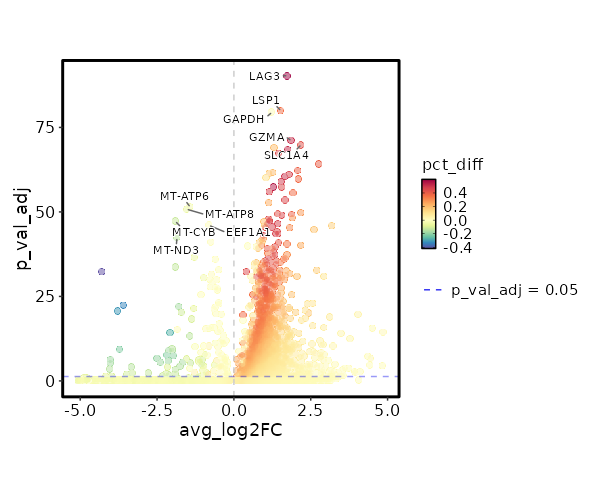 LAG3
LSP1
GAPDH
GZMA
SLC1A4
MT-ATP6
MT-ATP8
MT-CYB
EEF1A1
MT-ND3
75
50
25
0
p_val_adj
-5.0
-2.5
0.0
2.5
5.0
avg_log2FC
pct_diff
0.4
0.2
0.0
-0.2
-0.4
p_val_adj = 0.05